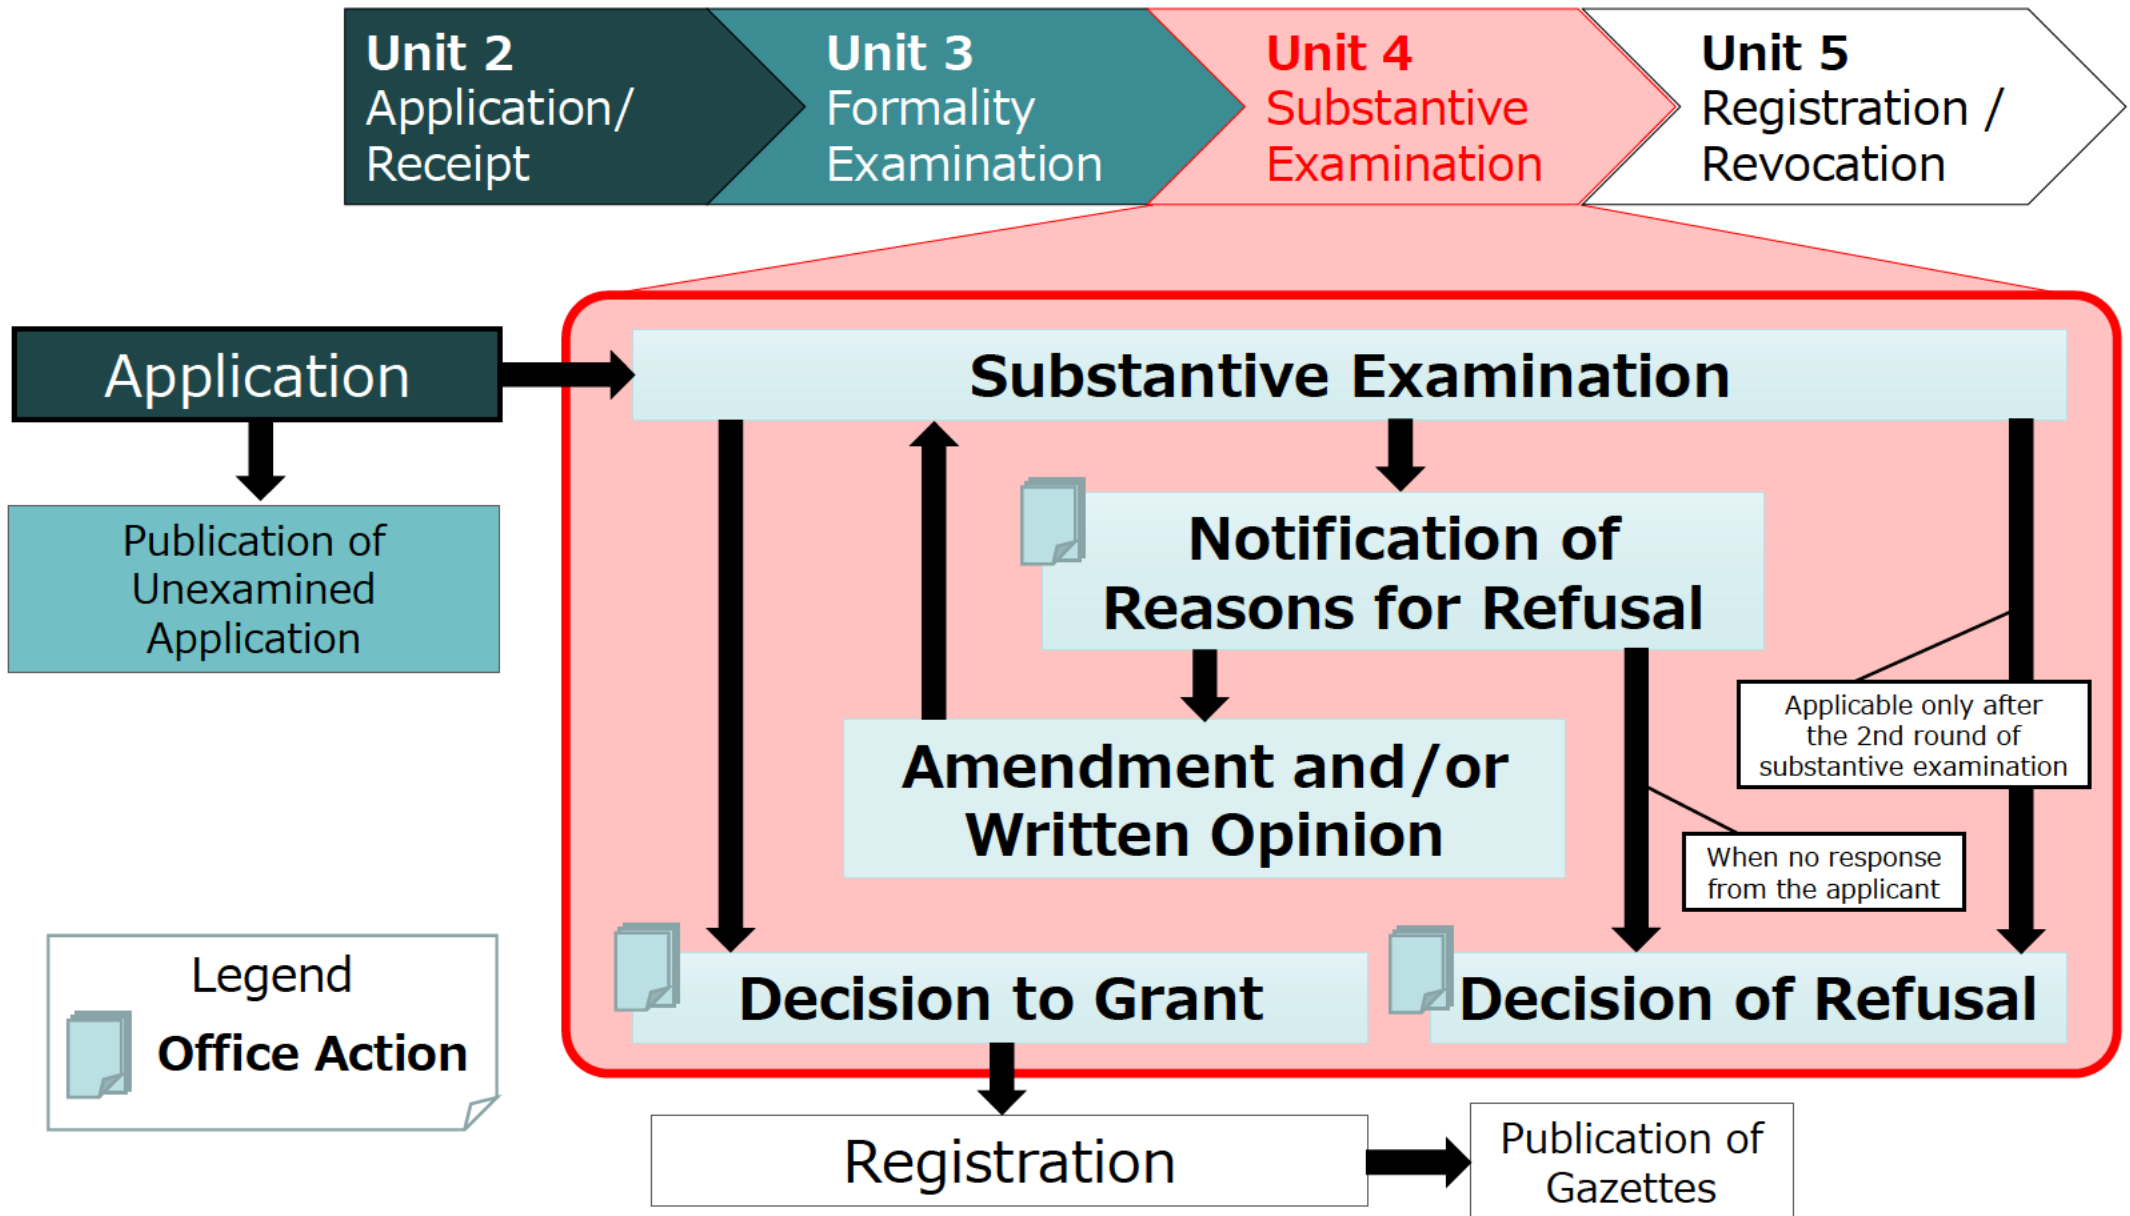 Unit 2
Application/
Receipt
Unit 3
Formality
Examination
Unit 4
Substantive
Examination
Unit 5
Registration /
Revocation
Application
Substantive Examination
Publication of
Unexamined
Application
Notification of
Reasons for Refusal
Applicable only after
the 2nd round of
substantive examination
Amendment and/or
Written Opinion
When no response
from the applicant
Legend
Office Action
Decision to Grant
Decision of Refusal
Registration
Publication of
Gazettes